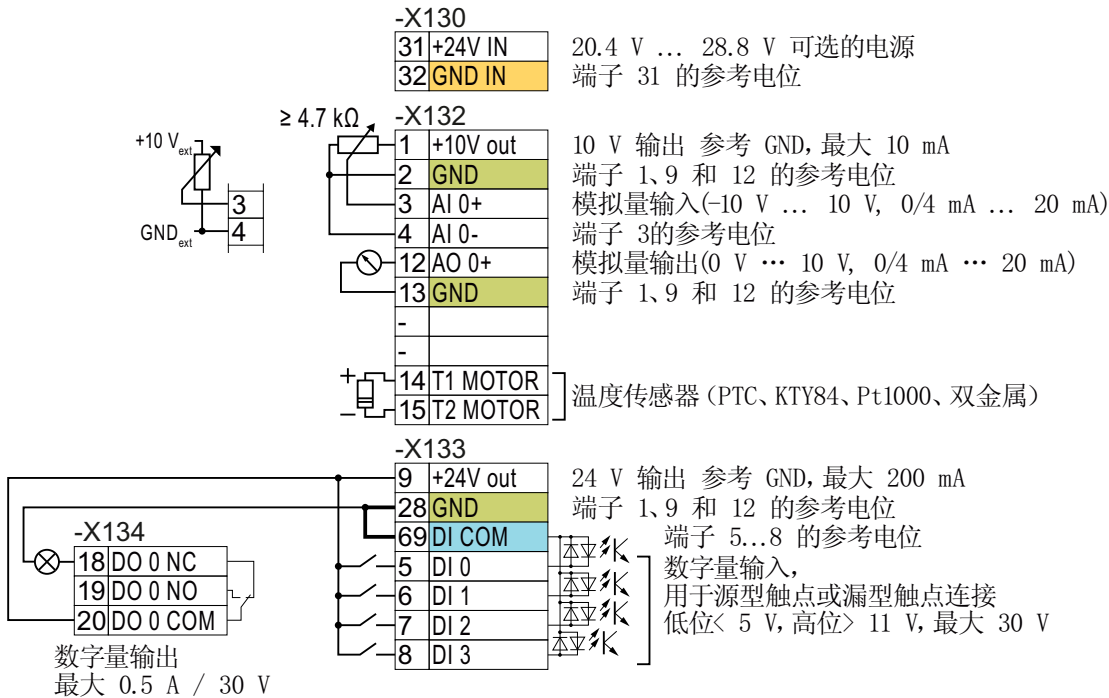 -X130
31 +24V IN 20.4 V ... 28.8 V 可选的电源
32 GND IN 端子 31 的参考电位
≥ 4.7 kΩ
-X132
+10 Vext
1 +10V out 10 V 输出 参考 GND, 最大 10 mA
2 GND 端子 1、9 和 12 的参考电位
3
3 AI 0+ 模拟量输入(-10 V ... 10 V, 0/4 mA ... 20 mA)
GNDext 4
4 AI 0- 端子 3的参考电位
12 AO 0+ 模拟量输出(0 V ··· 10 V, 0/4 mA ··· 20 mA)
13 GND 端子 1、9 和 12 的参考电位
-
-
+
14 T1 MOTOR
温度传感器 (PTC、KTY84、Pt1000、双金属)
−
15 T2 MOTOR
-X133
9 +24V out 24 V 输出 参考 GND, 最大 200 mA
28 GND 端子 1、9 和 12 的参考电位
69 DI COM 端子 5...8 的参考电位
5 DI 0
6 DI 1
7 DI 2
8 DI 3
数字量输入,
用于源型触点或漏型触点连接
低位< 5 V, 高位> 11 V, 最大 30 V
-X134
18 DO 0 NC
19 DO 0 NO
20 DO 0 COM
数字量输出
最大 0.5 A / 30 V